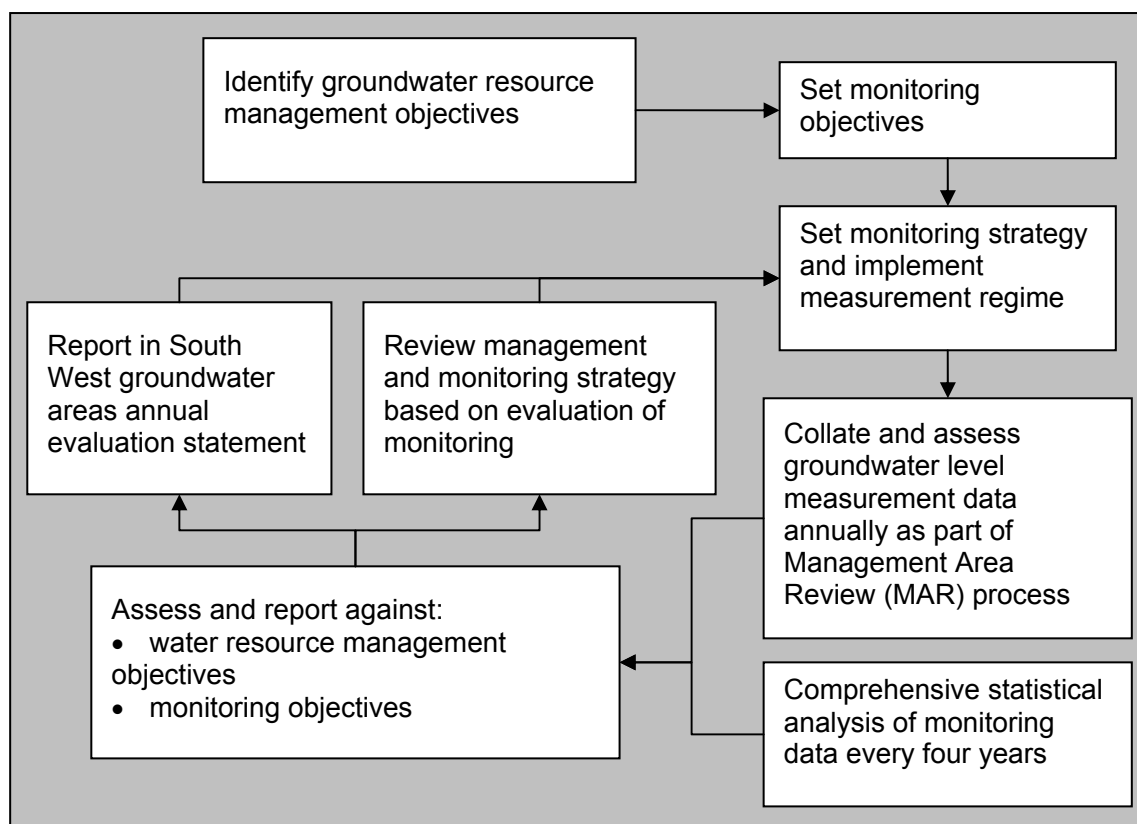 Identify groundwater resource
management objectives
Set monitoring
objectives
Set monitoring strategy
and implement
measurement regime
Report in South
West groundwater
areas annual
evaluation statement
Review management
and monitoring strategy
based on evaluation of
monitoring
Collate and assess
groundwater level
measurement data
annually as part of
Management Area
Review (MAR) process
Assess and report against:
• water resource management
objectives
• monitoring objectives
Comprehensive statistical
analysis of monitoring
data every four years